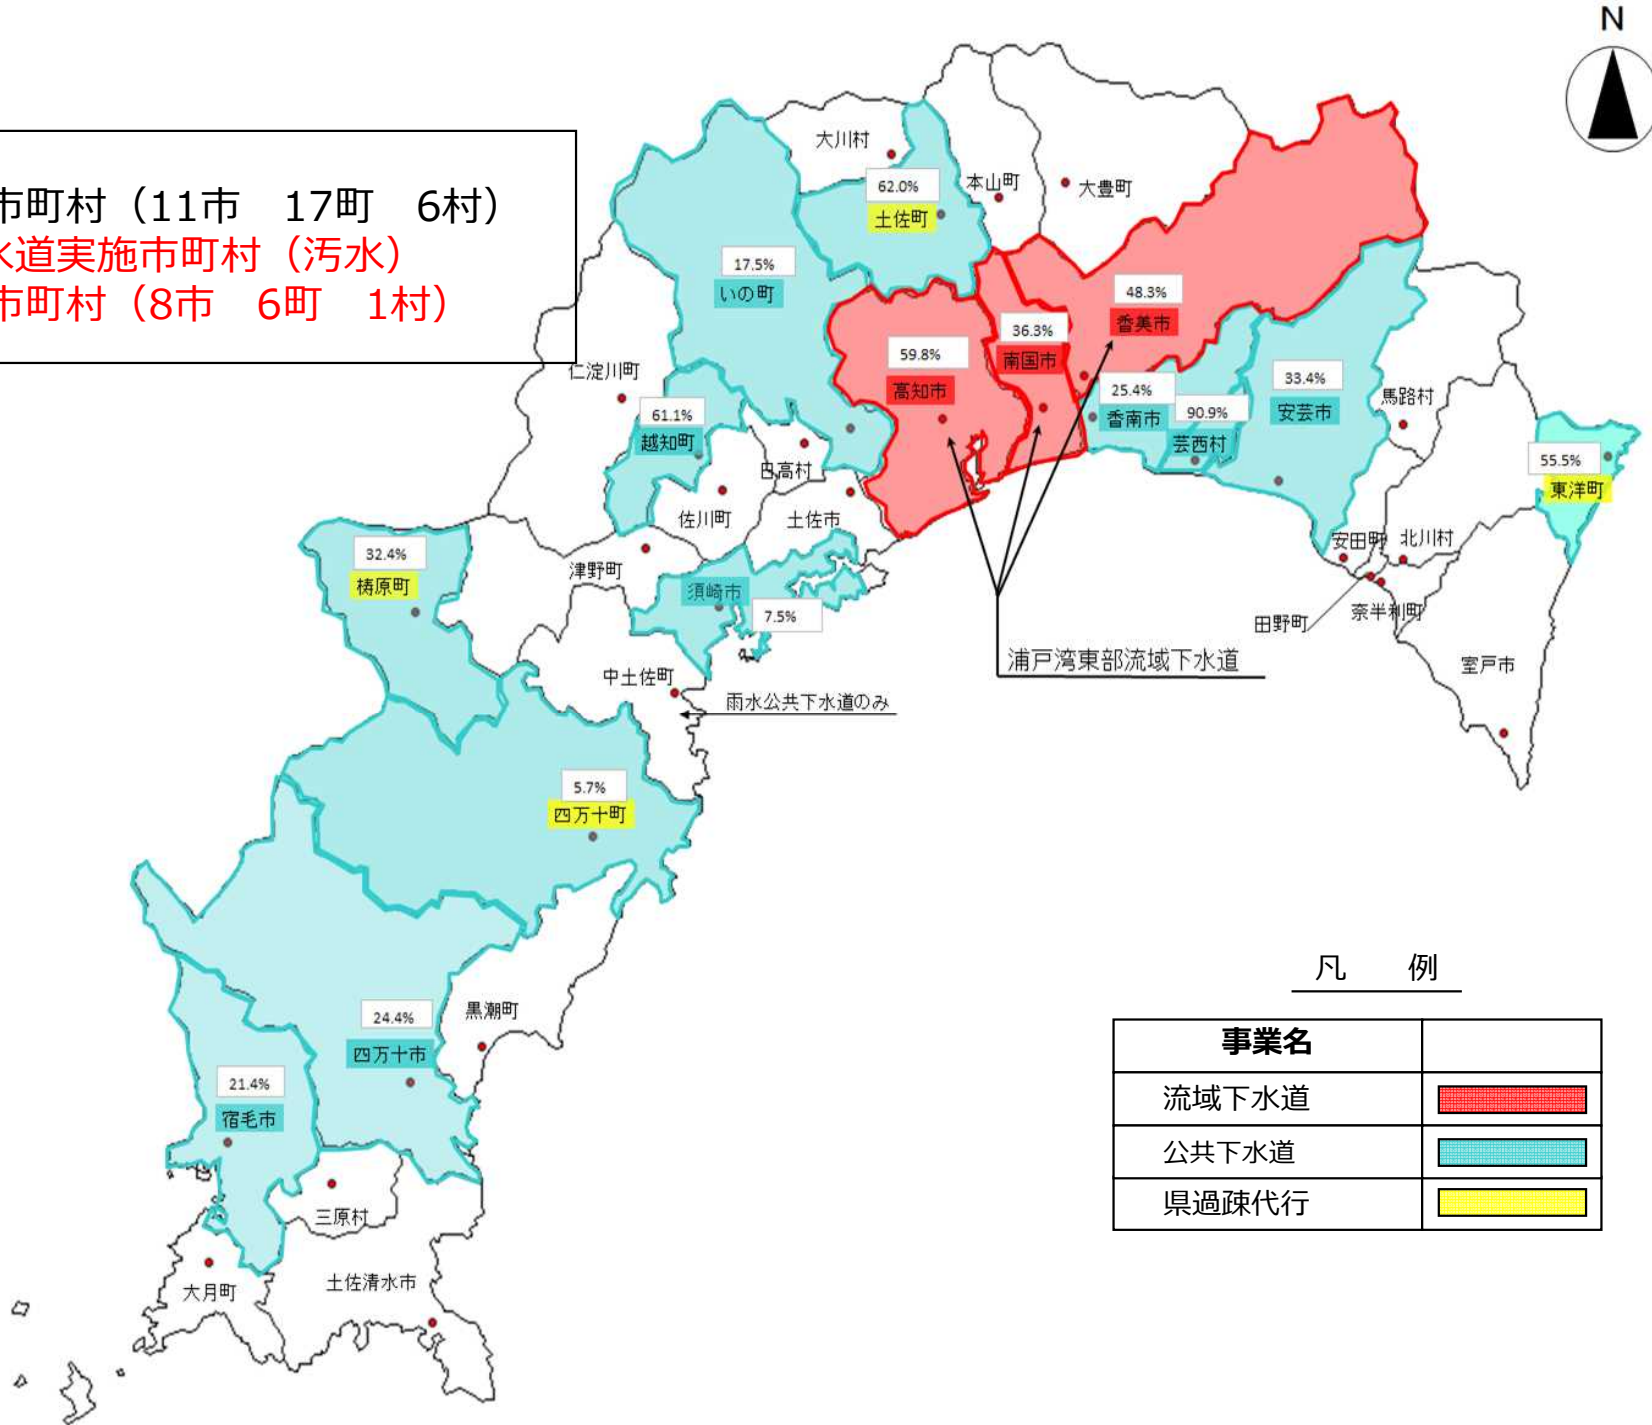 N
市町村（11市　17町　6村）
水道実施市町村（汚水）
市町村（8市　6町　1村）
大川村
62.0%
土佐町
本山町
大豊町
17.5%
いの町
48.3%
香美市
36.3%
南国市
59.8%
高知市
仁淀川町
61.1%
越知町
25.4%
香南市
90.9%
芸西村
33.4%
安芸市
馬路村
55.5%
東洋町
日高村
佐川町
土佐市
32.4%
梼原町
津野町
須崎市
7.5%
安田町
北川村
田野町
奈半利町
室戸市
浦戸湾東部流域下水道
中土佐町
雨水公共下水道のみ
5.7%
四万十町
24.4%
四万十市
黒潮町
21.4%
宿毛市
三原村
大月町
土佐清水市
凡　例
事業名
流域下水道
公共下水道
県過疎代行